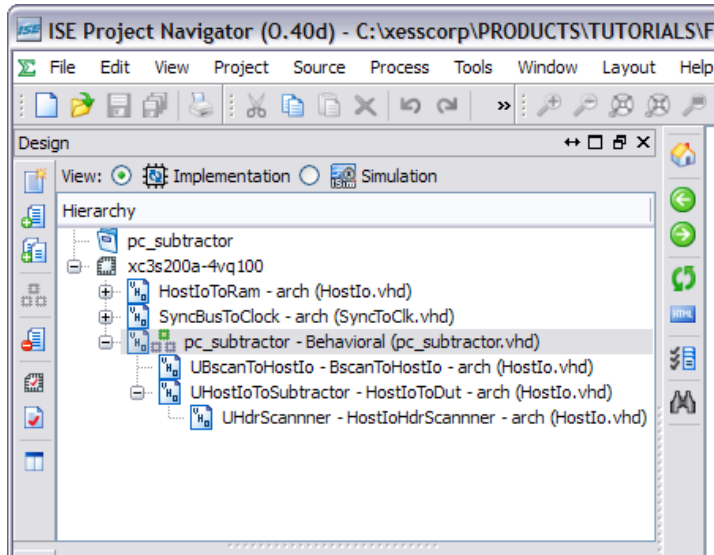 ISE ISE Project Navigator (O.40d) - C:\xesscorp\PRODUCTS\TUTORIALS\F
File Edit View Project Source Process Tools Window Layout Help
Design
View: Implementation Simulation
Hierarchy
pc_subtractor
xc3s200a-4vq100
HostIoToRam - arch (HostIo.vhd)
SyncBusToClock - arch (SyncToClk.vhd)
pc_subtractor - Behavioral (pc_subtractor.vhd)
UBscanToHostIo - BscanToHostIo - arch (HostIo.vhd)
UHostIoToSubtractor - HostIoToDut - arch (HostIo.vhd)
UHdrScannner - HostIoHdrScannner - arch (HostIo.vhd)